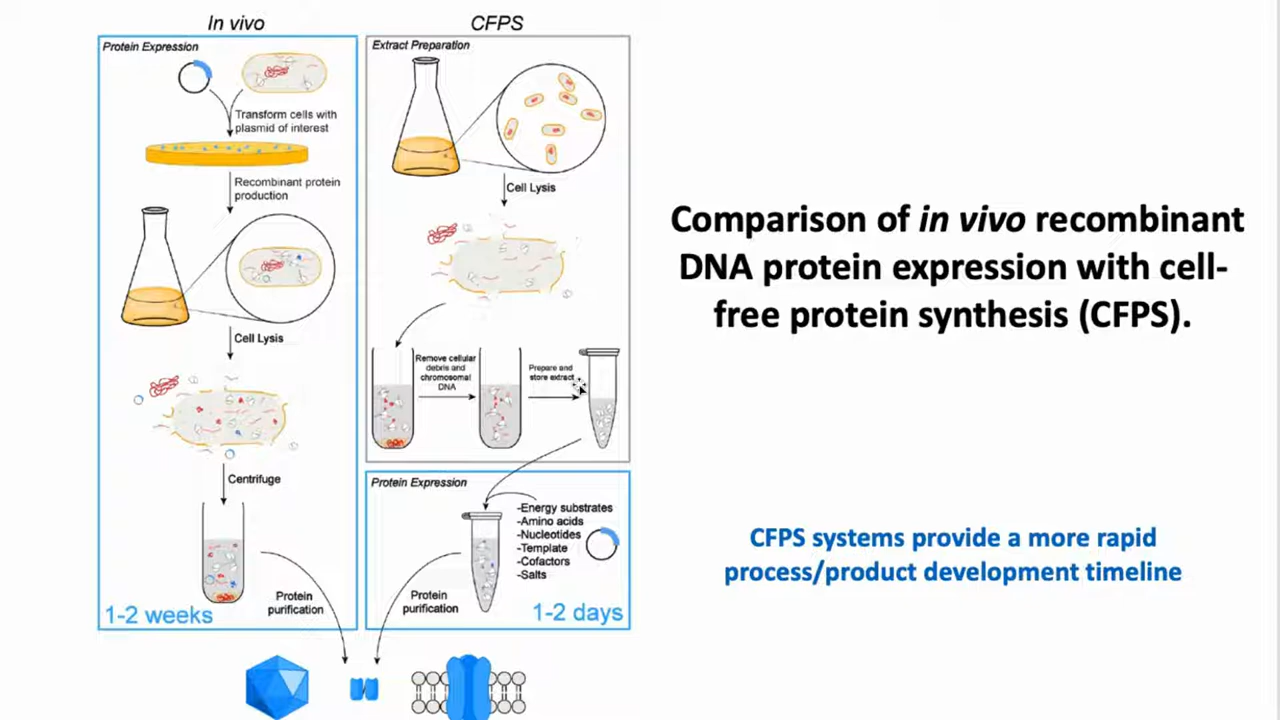 In vivo
CFPS
Protein Expression
Transform cells with
plasmid of interest
Recombinant protein
production
Cell Lysis
Centrifuge
Protein
purification
1-2 weeks
Extract Preparation
Cell Lysis
Remove cellular
debris and
chromosomal
DNA
Prepare and
store extract
Protein Expression
-Energy substrates
-Amino acids
-Nucleotides
-Template
-Cofactors
-Salts
Protein
purification
1-2 days
Comparison of in vivo recombinant
DNA protein expression with cell-
free protein synthesis (CFPS).
CFPS systems provide a more rapid
process/product development timeline